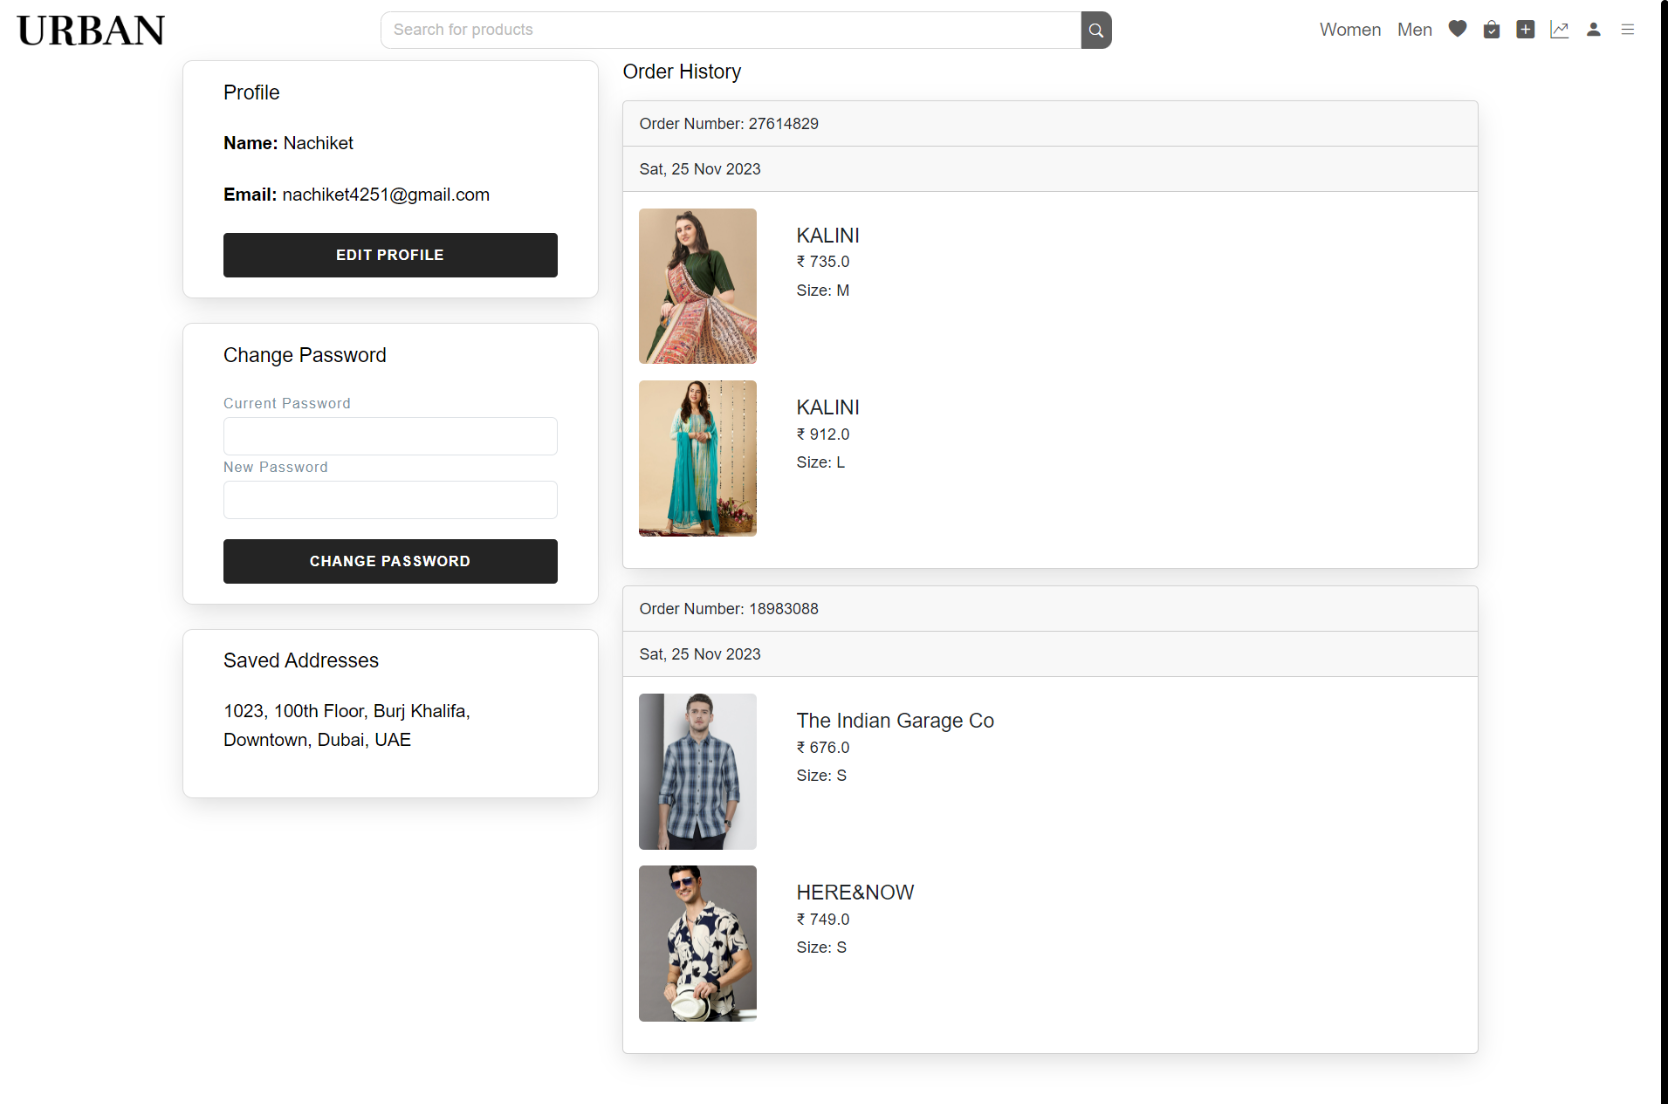 URBAN
Search for products
Women Men
Profile
Name: Nachiket
Email: nachiket4251@gmail.com
EDIT PROFILE
Change Password
Current Password
New Password
CHANGE PASSWORD
Saved Addresses
1023, 100th Floor, Burj Khalifa,
Downtown, Dubai, UAE
Order History
Order Number: 27614829
Sat, 25 Nov 2023
KALINI
₹ 735.0
Size: M
KALINI
₹ 912.0
Size: L
Order Number: 18983088
Sat, 25 Nov 2023
The Indian Garage Co
₹ 676.0
Size: S
HERE&NOW
₹ 749.0
Size: S